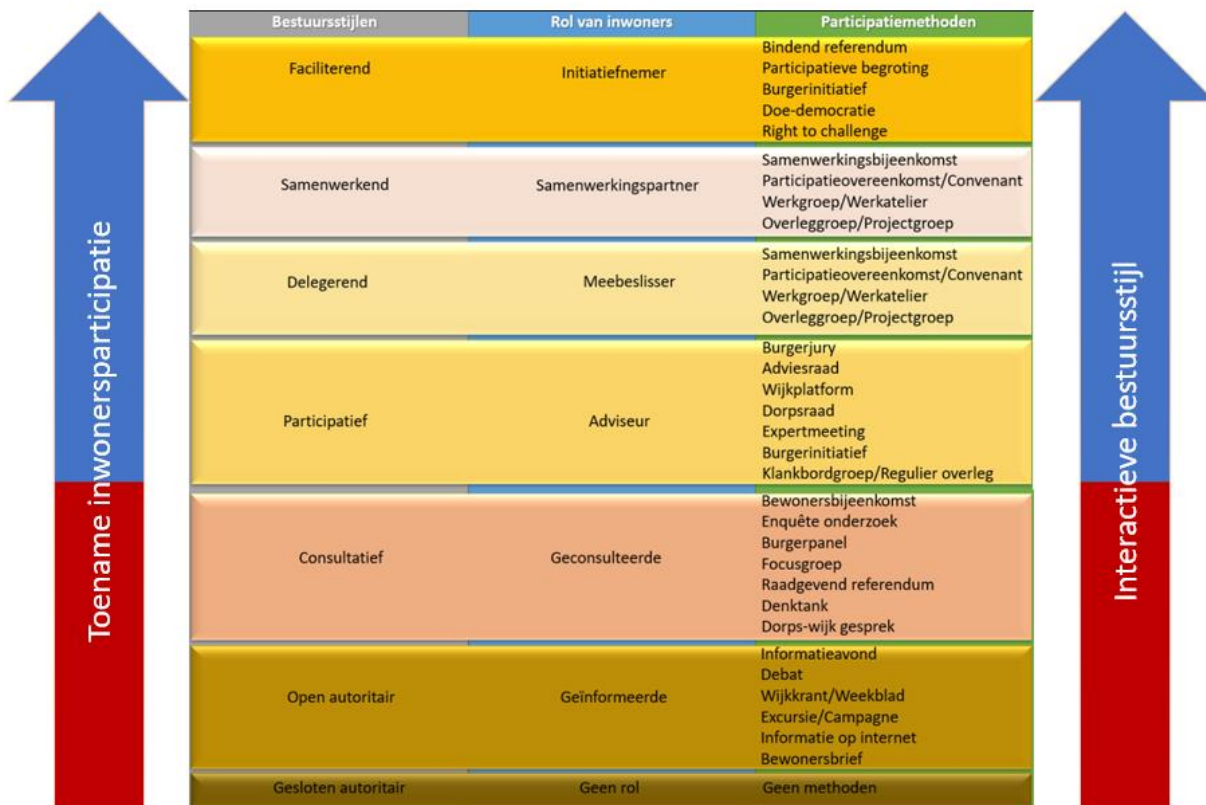 Toename inwonersparticipatie
Bestuursstijlen Rol van inwoners Participatiemethoden
Faciliterend Initiatiefnemer
Bindend referendum
Participatieve begroting
Burgerinitiatief
Doe-democratie
Right to challenge
Samenwerkend Samenwerkingspartner
Samenwerkingsbijeenkomst
Participatieovereenkomst/Convenant
Werkgroep/Werkatelier
Overleggroep/Projectgroep
Delegerend Meebeslisser
Samenwerkingsbijeenkomst
Participatieovereenkomst/Convenant
Werkgroep/Werkatelier
Overleggroep/Projectgroep
Participatief Adviseur
Burgerjury
Adviesraad
Wijkplatform
Dorpsraad
Expertmeeting
Burgerinitiatief
Klankbordgroep/Regulier overleg
Consultatief Geconsulteerde
Bewonersbijeenkomst
Enquête onderzoek
Burgerpanel
Focusgroep
Raadgevend referendum
Denktank
Dorps-wijk gesprek
Open autoritair Geïnformeerde
Informatieavond
Debat
Wijkkrant/Weekblad
Excursie/Campagne
Informatie op internet
Bewonersbrief
Gesloten autoritair Geen rol Geen methoden
Interactieve bestuursstijl